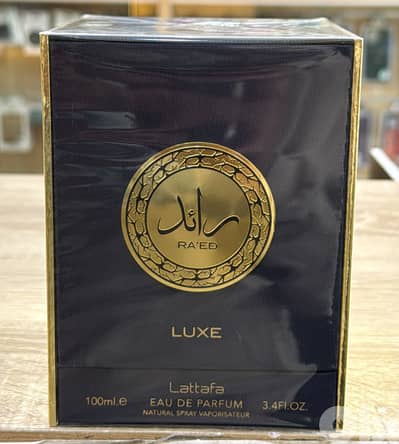 رائد
RA'ED
LUXE
Lattafa
100ml.e EAU DE PARFUM 3.4Fl.OZ.
NATURAL SPRAY VAPORISATEUR